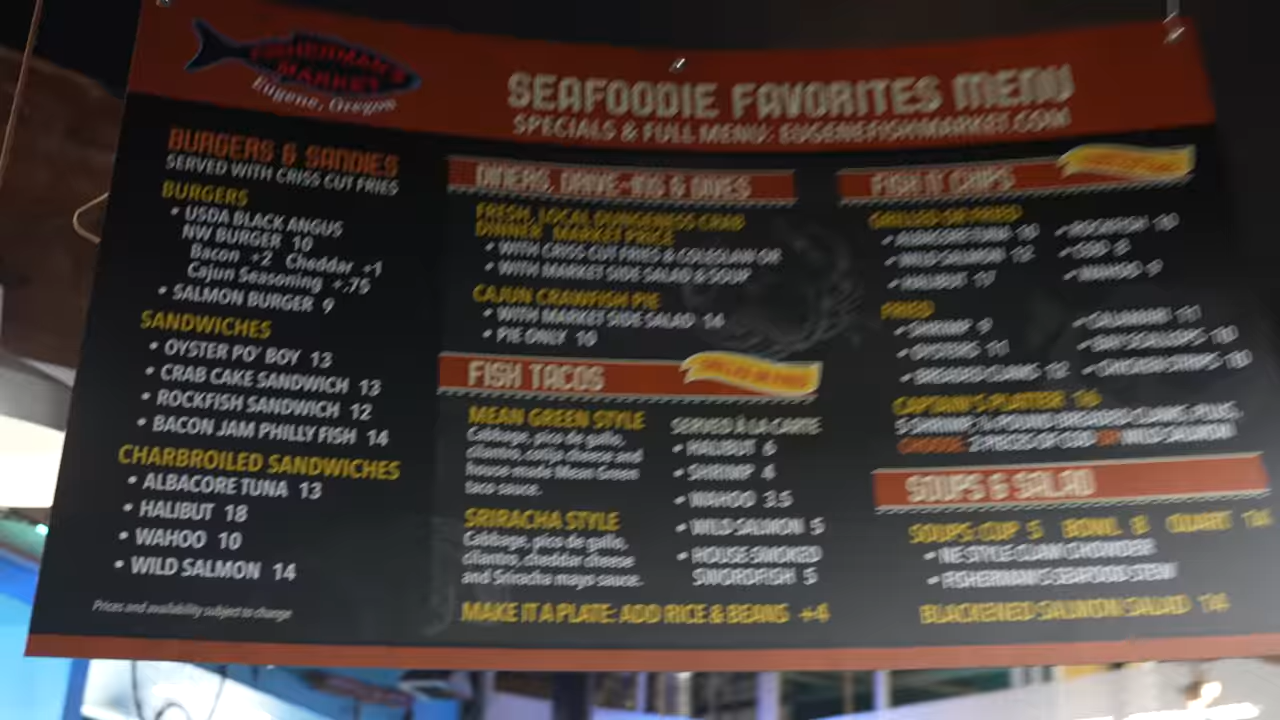 FISHERMAN'S
MARKET
Eugene, Oregon
SEAFOODIE FAVORITES MENU
SPECIALS & FULL MENU: EUGENEFISHMARKET.COM
BURGERS & SANDIES
SERVED WITH CRISS CUT FRIES
BURGERS
• USDA BLACK ANGUS
NW BURGER 10
Bacon +2 Cheddar +1
Cajun Seasoning +.75
• SALMON BURGER 9
SANDWICHES
• OYSTER PO' BOY 13
• CRAB CAKE SANDWICH 13
• ROCKFISH SANDWICH 12
• BACON JAM PHILLY FISH 14
CHARBROILED SANDWICHES
• ALBACORE TUNA 13
• HALIBUT 18
• WAHOO 10
• WILD SALMON 14
Prices and availability subject to change
DINERS, DRIVE-INS & DIVES
FRESH, LOCAL DUNGENESS CRAB
DINNER MARKET PRICE
• WITH CRISS CUT FRIES & COLESLAW OR
• WITH MARKET SIDE SALAD & SOUP
CAJUN CRAWFISH PIE
• WITH MARKET SIDE SALAD 14
• PIE ONLY 10
FISH TACOS
GRILLED OR FRIED
MEAN GREEN STYLE
Cabbage, pico de gallo,
cilantro, cotija cheese and
house made Mean Green
taco sauce.
SRIRACHA STYLE
Cabbage, pico de gallo,
cilantro, cheddar cheese
and Sriracha mayo sauce.
SERVED À LA CARTE
• HALIBUT 6
• SHRIMP 4
• WAHOO 3.5
• WILD SALMON 5
• HOUSE SMOKED
SWORDFISH 5
MAKE IT A PLATE: ADD RICE & BEANS +4
FISH N' CHIPS
GRILLED OR FRIED
• ALBACORE TUNA 10
• WILD SALMON 12
• HALIBUT 17
• ROCKFISH 10
• COD 8
• WAHOO 9
FRIED
• SHRIMP 9
• OYSTERS 11
• BREADED CLAMS 12
• CALAMARI 11
• BAY SCALLOPS 10
• CHICKEN STRIPS 10
CAPTAIN'S PLATTER 16
5 SHRIMP, POUND BREADED CLAMS, PLUS,
CHOOSE: 2 PIECES OF COD OR WILD SALMON
SOUPS & SALAD
SOUPS: CUP 5 BOWL 8 QUART 14
• NE STYLE CLAM CHOWDER
• FISHERMAN'S SEAFOOD STEW
BLACKENED SALMON SALAD 14